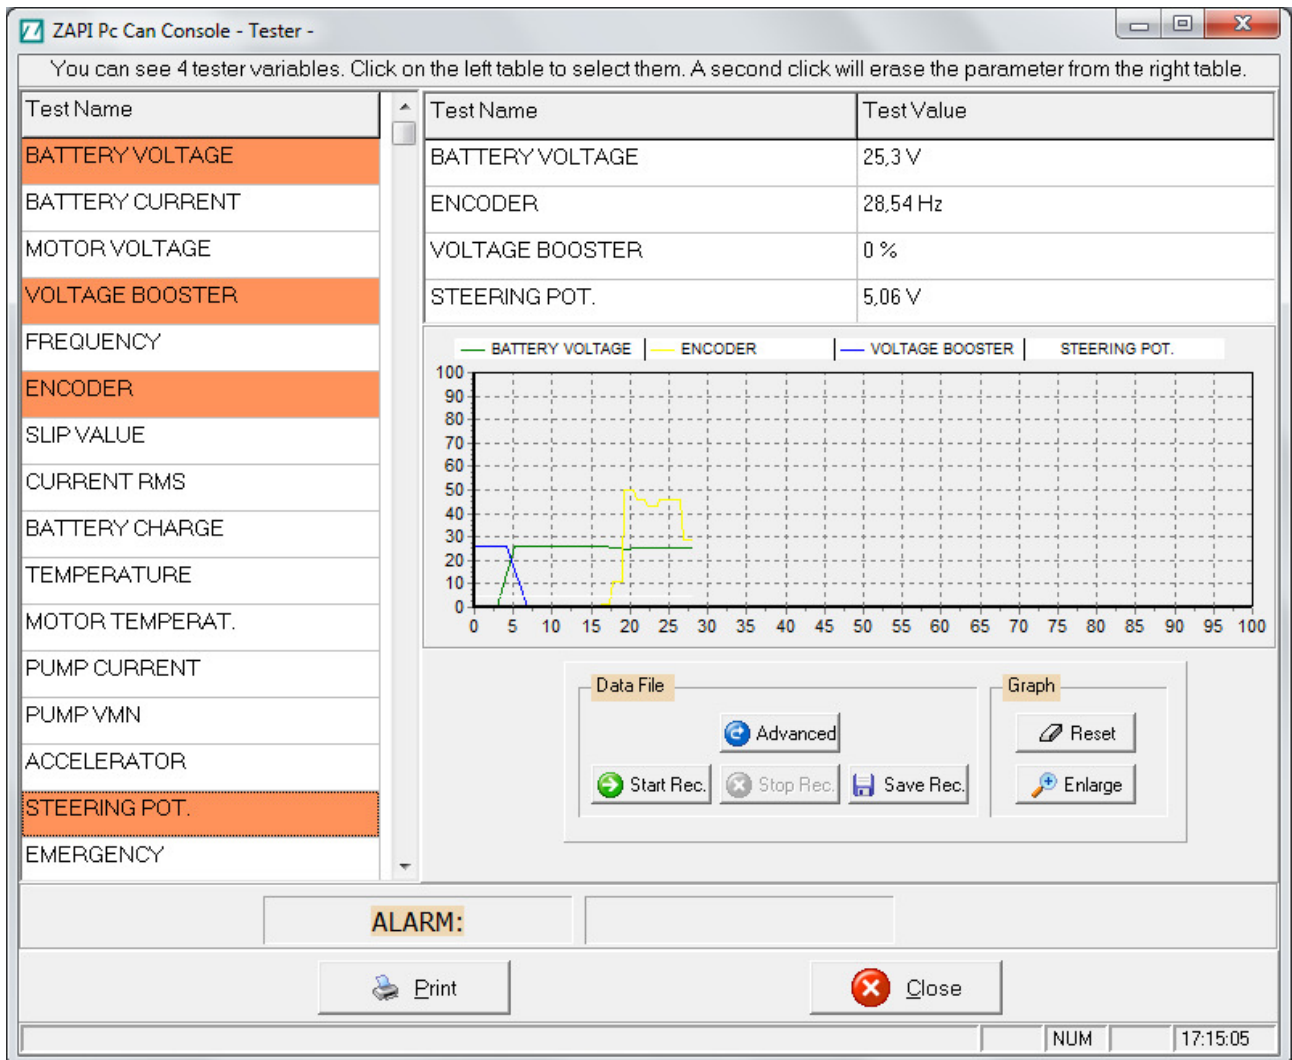 ZAPI Pc Can Console - Tester -
You can see 4 tester variables. Click on the left table to select them. A second click will erase the parameter from the right table.
Test Name
BATTERY VOLTAGE
BATTERY CURRENT
MOTOR VOLTAGE
VOLTAGE BOOSTER
FREQUENCY
ENCODER
SLIP VALUE
CURRENT RMS
BATTERY CHARGE
TEMPERATURE
MOTOR TEMPERAT.
PUMP CURRENT
PUMP VMN
ACCELERATOR
STEERING POT.
EMERGENCY
Test Name Test Value
BATTERY VOLTAGE 25,3 V
ENCODER 28,54 Hz
VOLTAGE BOOSTER 0 %
STEERING POT. 5,06 V
BATTERY VOLTAGE ENCODER VOLTAGE BOOSTER STEERING POT.
100
90
80
70
60
50
40
30
20
10
0
0 5 10 15 20 25 30 35 40 45 50 55 60 65 70 75 80 85 90 95 100
Data File
Advanced
Start Rec. Stop Rec. Save Rec.
Graph
Reset
Enlarge
ALARM:
Print Close
NUM 17:15:05